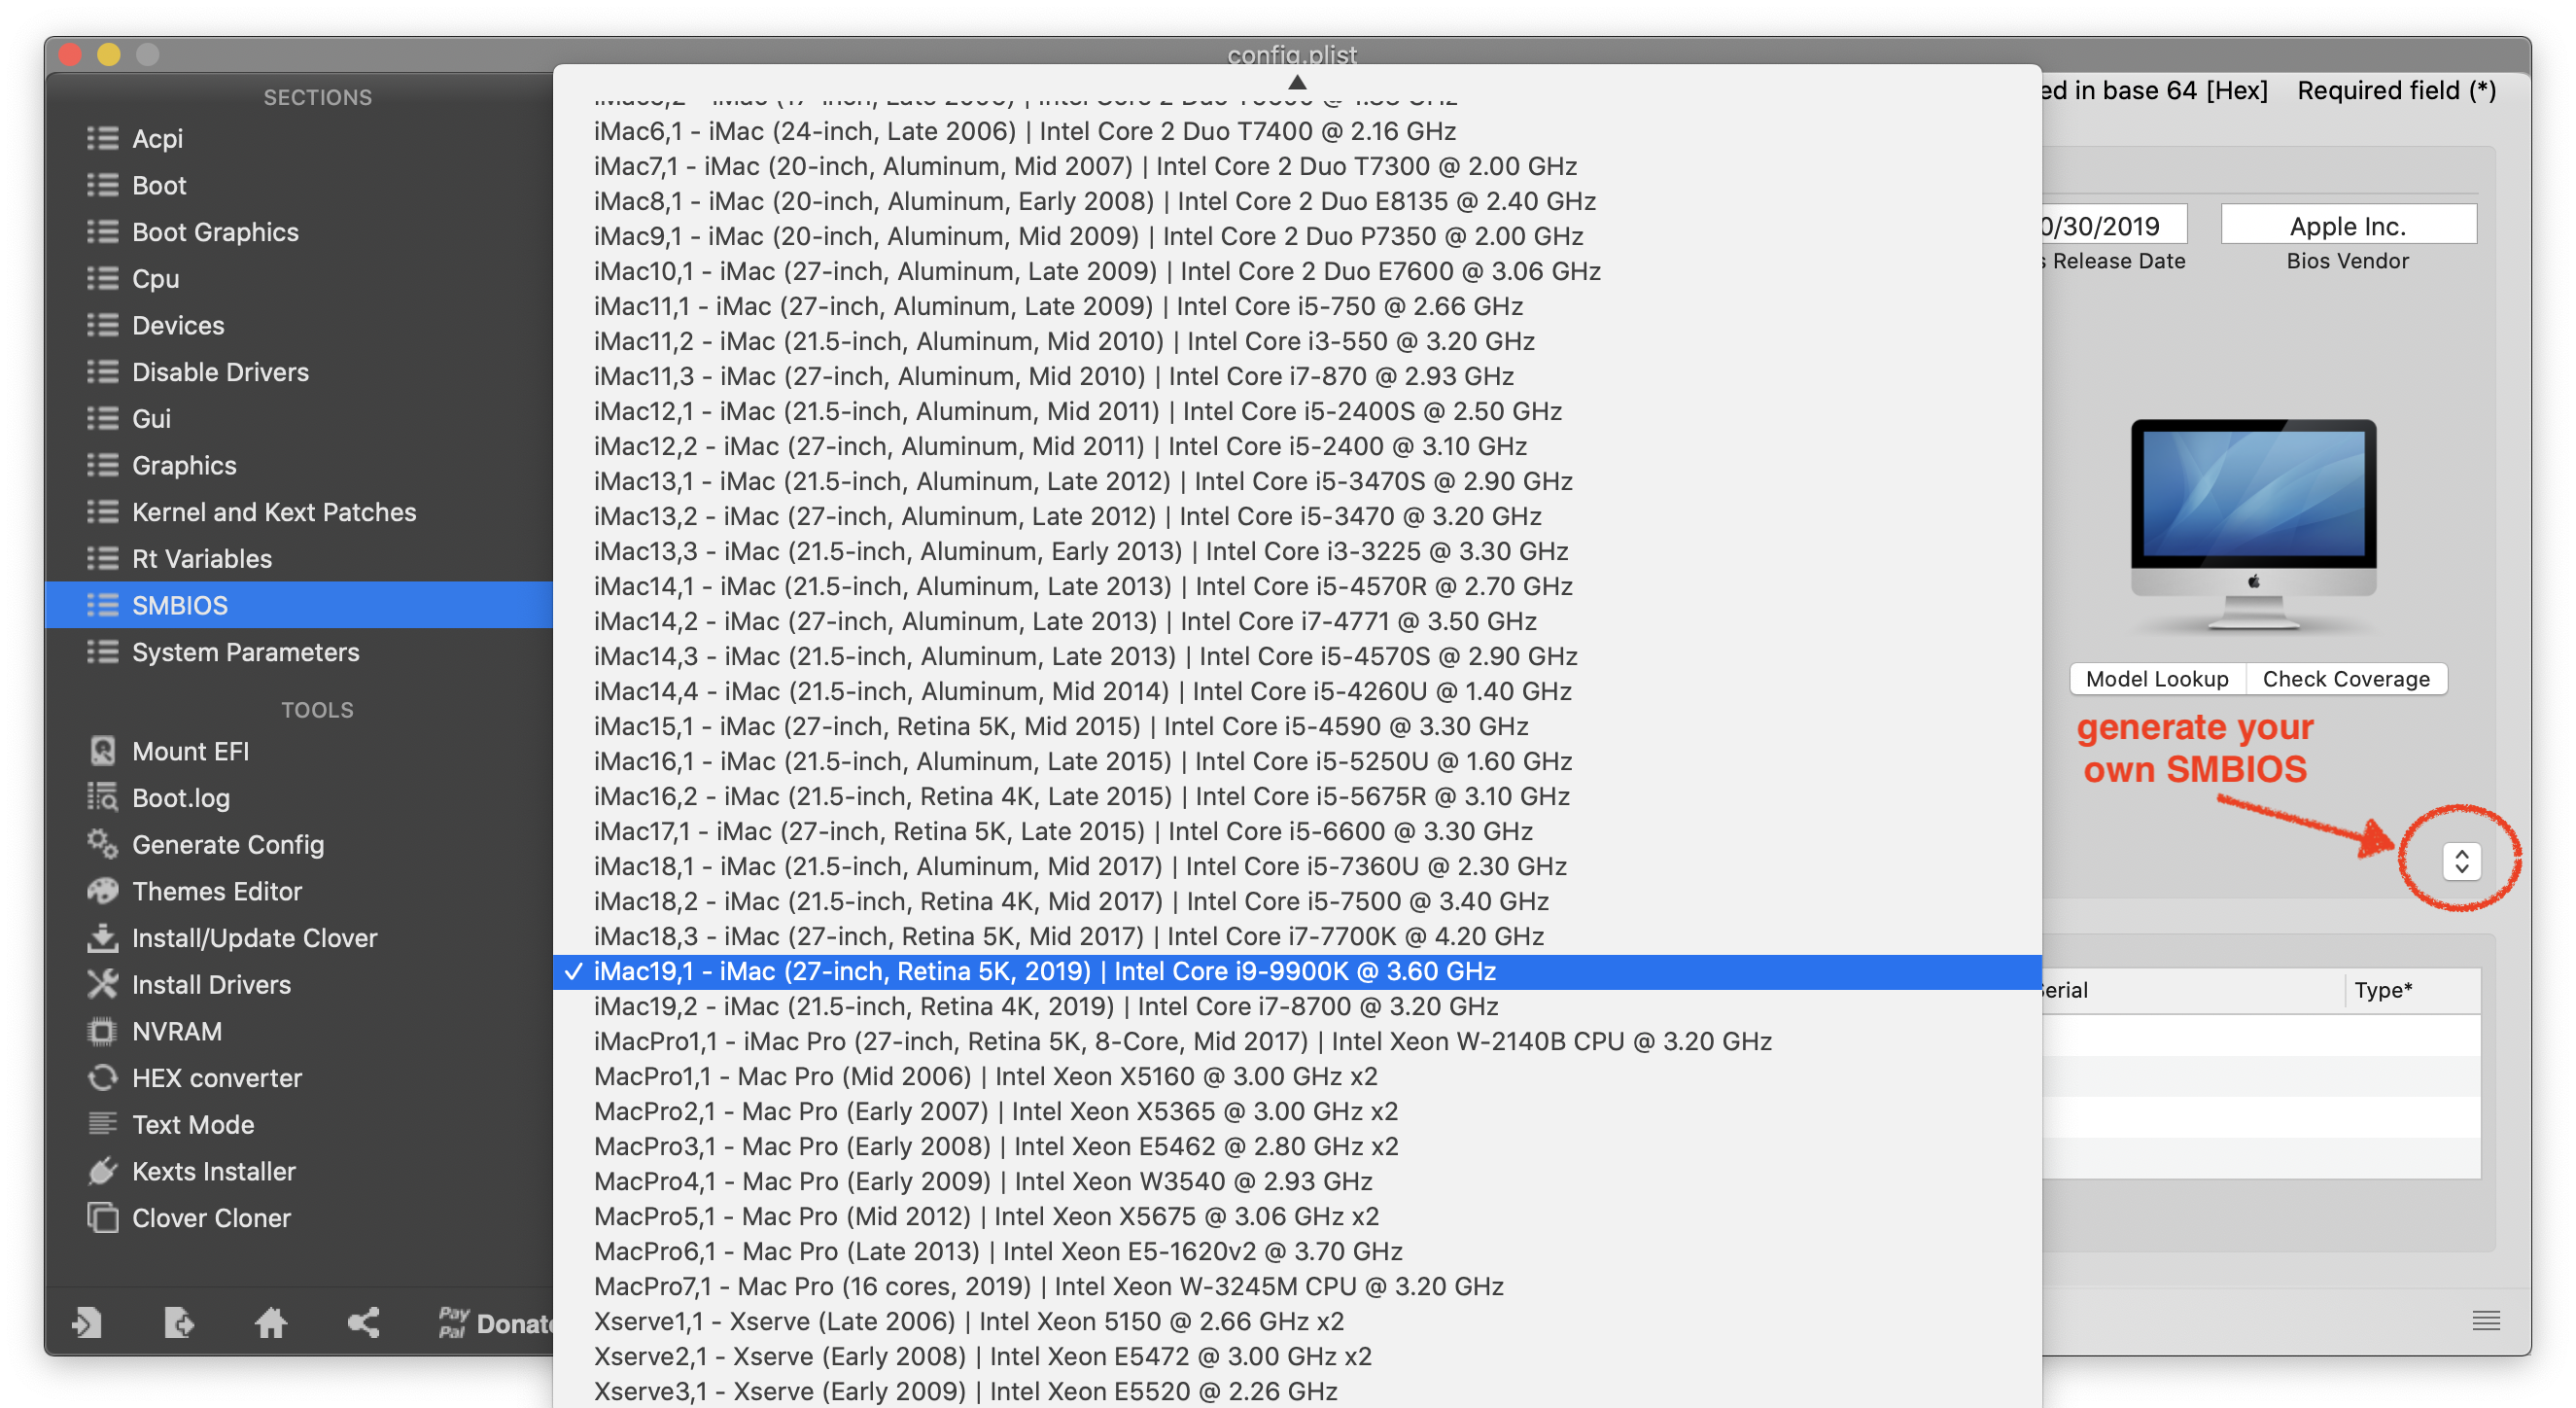 config.plist
SECTIONS
Acpi
Boot
Boot Graphics
Cpu
Devices
Disable Drivers
Gui
Graphics
Kernel and Kext Patches
Rt Variables
SMBIOS
System Parameters
TOOLS
Mount EFI
Boot.log
Generate Config
Themes Editor
Install/Update Clover
Install Drivers
NVRAM
HEX converter
Text Mode
Kexts Installer
Clover Cloner
Pay
Pal
Donate
iMac6,1 - iMac (24-inch, Late 2006) | Intel Core 2 Duo T7400 @ 2.16 GHz
iMac7,1 - iMac (20-inch, Aluminum, Mid 2007) | Intel Core 2 Duo T7300 @ 2.00 GHz
iMac8,1 - iMac (20-inch, Aluminum, Early 2008) | Intel Core 2 Duo E8135 @ 2.40 GHz
iMac9,1 - iMac (20-inch, Aluminum, Mid 2009) | Intel Core 2 Duo P7350 @ 2.00 GHz
iMac10,1 - iMac (27-inch, Aluminum, Late 2009) | Intel Core 2 Duo E7600 @ 3.06 GHz
iMac11,1 - iMac (27-inch, Aluminum, Late 2009) | Intel Core i5-750 @ 2.66 GHz
iMac11,2 - iMac (21.5-inch, Aluminum, Mid 2010) | Intel Core i3-550 @ 3.20 GHz
iMac11,3 - iMac (27-inch, Aluminum, Mid 2010) | Intel Core i7-870 @ 2.93 GHz
iMac12,1 - iMac (21.5-inch, Aluminum, Mid 2011) | Intel Core i5-2400S @ 2.50 GHz
iMac12,2 - iMac (27-inch, Aluminum, Mid 2011) | Intel Core i5-2400 @ 3.10 GHz
iMac13,1 - iMac (21.5-inch, Aluminum, Late 2012) | Intel Core i5-3470S @ 2.90 GHz
iMac13,2 - iMac (27-inch, Aluminum, Late 2012) | Intel Core i5-3470 @ 3.20 GHz
iMac13,3 - iMac (21.5-inch, Aluminum, Early 2013) | Intel Core i3-3225 @ 3.30 GHz
iMac14,1 - iMac (21.5-inch, Aluminum, Late 2013) | Intel Core i5-4570R @ 2.70 GHz
iMac14,2 - iMac (27-inch, Aluminum, Late 2013) | Intel Core i7-4771 @ 3.50 GHz
iMac14,3 - iMac (21.5-inch, Aluminum, Late 2013) | Intel Core i5-4570S @ 2.90 GHz
iMac14,4 - iMac (21.5-inch, Aluminum, Mid 2014) | Intel Core i5-4260U @ 1.40 GHz
iMac15,1 - iMac (27-inch, Retina 5K, Mid 2015) | Intel Core i5-4590 @ 3.30 GHz
iMac16,1 - iMac (21.5-inch, Aluminum, Late 2015) | Intel Core i5-5250U @ 1.60 GHz
iMac16,2 - iMac (21.5-inch, Retina 4K, Late 2015) | Intel Core i5-5675R @ 3.10 GHz
iMac17,1 - iMac (27-inch, Retina 5K, Late 2015) | Intel Core i5-6600 @ 3.30 GHz
iMac18,1 - iMac (21.5-inch, Aluminum, Mid 2017) | Intel Core i5-7360U @ 2.30 GHz
iMac18,2 - iMac (21.5-inch, Retina 4K, Mid 2017) | Intel Core i5-7500 @ 3.40 GHz
iMac18,3 - iMac (27-inch, Retina 5K, Mid 2017) | Intel Core i7-7700K @ 4.20 GHz
✓ iMac19,1 - iMac (27-inch, Retina 5K, 2019) | Intel Core i9-9900K @ 3.60 GHz
iMac19,2 - iMac (21.5-inch, Retina 4K, 2019) | Intel Core i7-8700 @ 3.20 GHz
iMacPro1,1 - iMac Pro (27-inch, Retina 5K, 8-Core, Mid 2017) | Intel Xeon W-2140B CPU @ 3.20 GHz
MacPro1,1 - Mac Pro (Mid 2006) | Intel Xeon X5160 @ 3.00 GHz x2
MacPro2,1 - Mac Pro (Early 2007) | Intel Xeon X5365 @ 3.00 GHz x2
MacPro3,1 - Mac Pro (Early 2008) | Intel Xeon E5462 @ 2.80 GHz x2
MacPro4,1 - Mac Pro (Early 2009) | Intel Xeon W3540 @ 2.93 GHz
MacPro5,1 - Mac Pro (Mid 2012) | Intel Xeon X5675 @ 3.06 GHz x2
MacPro6,1 - Mac Pro (Late 2013) | Intel Xeon E5-1620v2 @ 3.70 GHz
MacPro7,1 - Mac Pro (16 cores, 2019) | Intel Xeon W-3245M CPU @ 3.20 GHz
Xserve1,1 - Xserve (Late 2006) | Intel Xeon 5150 @ 2.66 GHz x2
Xserve2,1 - Xserve (Early 2008) | Intel Xeon E5472 @ 3.00 GHz x2
Xserve3,1 - Xserve (Early 2009) | Intel Xeon E5520 @ 2.26 GHz
ed in base 64 [Hex] Required field (*)
0/30/2019 Apple Inc.
s Release Date Bios Vendor
Model Lookup Check Coverage
generate your
own SMBIOS
erial Type*